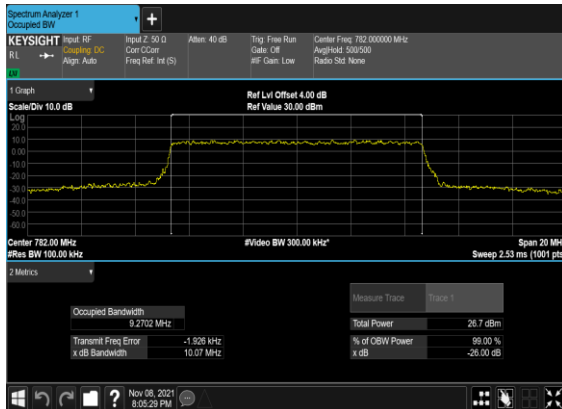 Spectrum Analyzer 1
Occupied BW
KEYSIGHT Input: RF Input Z: 50 Ω Atten: 40 dB Trig: Free Run Center Freq: 782.000000 MHz
RL Coupling: DC Corr CCorr Gate: Off Avg|Hold: 500/500
Align: Auto Freq Ref: Int (S) #IF Gain: Low Radio Std: None
1 Graph Ref Lvl Offset 4.00 dB
Scale/Div 10.0 dB Ref Value 30.00 dBm
Log
20.0
10.0
0.00
-10.0
-20.0
-30.0
-40.0
-50.0
-60.0
Center 782.00 MHz #Video BW 300.00 kHz* Span 20 MH
#Res BW 100.00 kHz Sweep 2.53 ms (1001 pts
2 Metrics
Measure Trace Trace 1
Occupied Bandwidth
9.2702 MHz Total Power 26.7 dBm
Transmit Freq Error -1.926 kHz % of OBW Power 99.00 %
x dB Bandwidth 10.07 MHz x dB -26.00 dB
Nov 08, 2021
8:05:29 PM